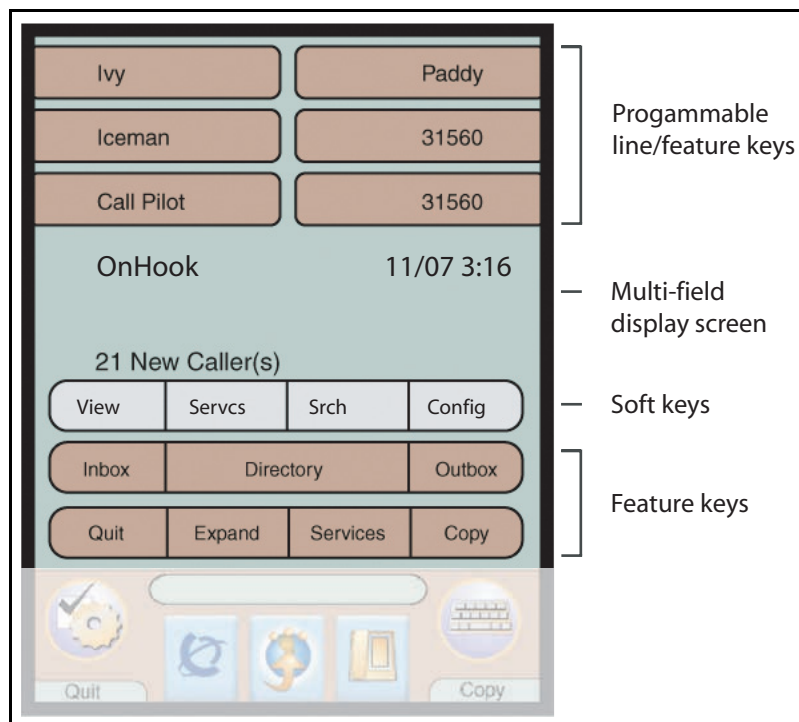 Ivy Paddy
Iceman 31560
Call Pilot 31560
Progammable
line/feature keys
OnHook 11/07 3:16
Multi-field
display screen
21 New Caller(s)
View Servcs Srch Config
Soft keys
Inbox Directory Outbox
Quit Expand Services Copy
Feature keys
Quit Copy